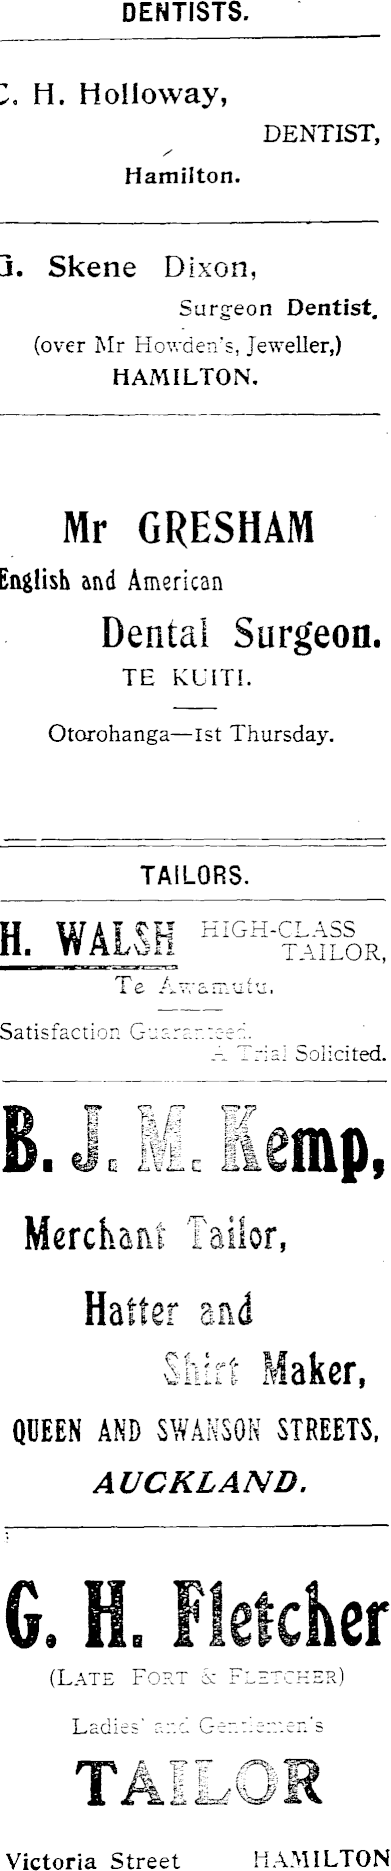 DENTISTS.
C. H. Holloway,
DENTIST,
Hamilton.
G. Skene Dixon,
Surgeon Dentist.
(over Mr Howden's, Jeweller,)
HAMILTON.
Mr GRESHAM
English and American
Dental Surgeon.
TE KUITI.
Otorohanga—1st Thursday.
TAILORS.
H. WALSH HIGH-CLASS
TAILOR,
Te Awamutu.
Satisfaction Guaranteed.
A Trial Solicited.
B. J. M. Kemp,
Merchant Tailor,
Hatter and
Shirt Maker,
QUEEN AND SWANSON STREETS,
AUCKLAND.
G. H. Fletcher
(LATE FORT & FLETCHER)
Ladies' and Gentlemen's
TAILOR
Victoria Street HAMILTON